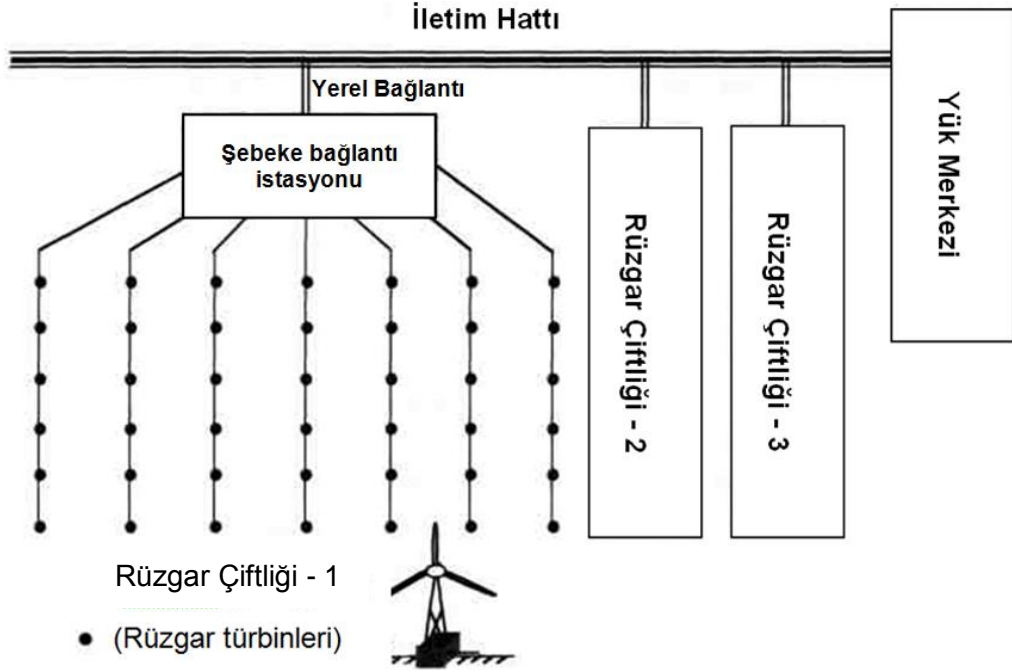 İletim Hattı
Yerel Bağlantı
Şebeke bağlantı
istasyonu
Rüzgar Çiftliği - 2
Rüzgar Çiftliği - 3
Yük Merkezi
Rüzgar Çiftliği - 1
(Rüzgar türbinleri)